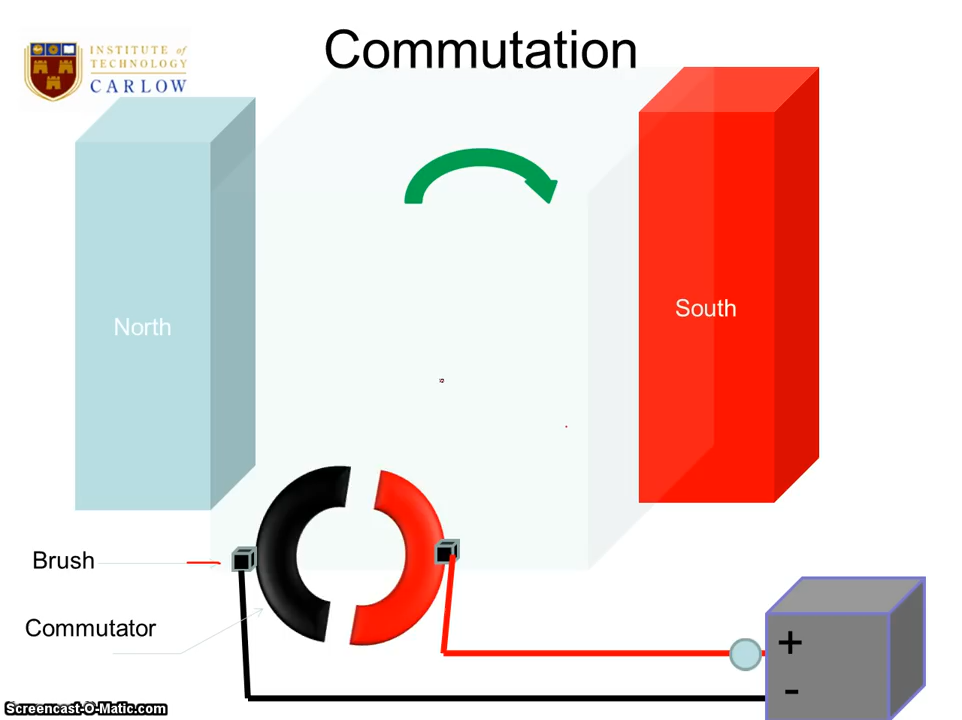 Commutation
INSTITUTE of
TECHNOLOGY
CARLOW
North
South
Brush
Commutator
+
-
Screencast-O-Matic.com